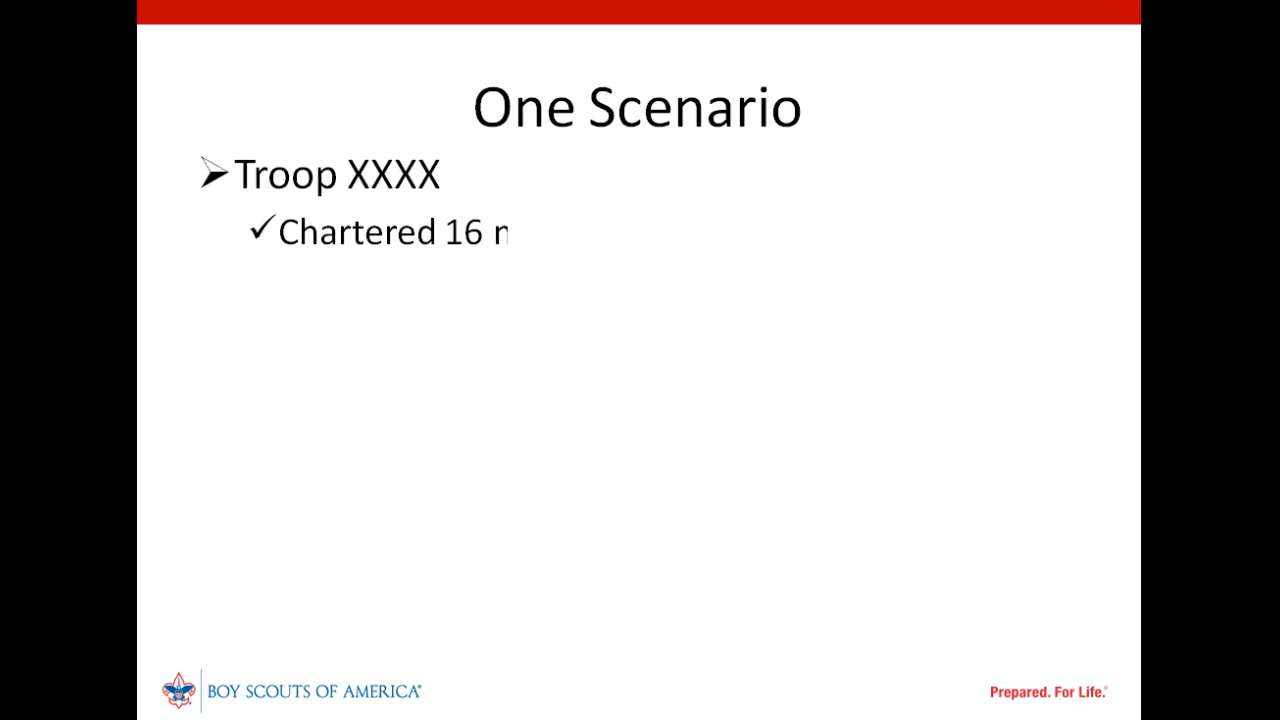 One Scenario
Troop XXXX
Chartered 16
BOY SCOUTS OF AMERICA®
Prepared. For Life.®